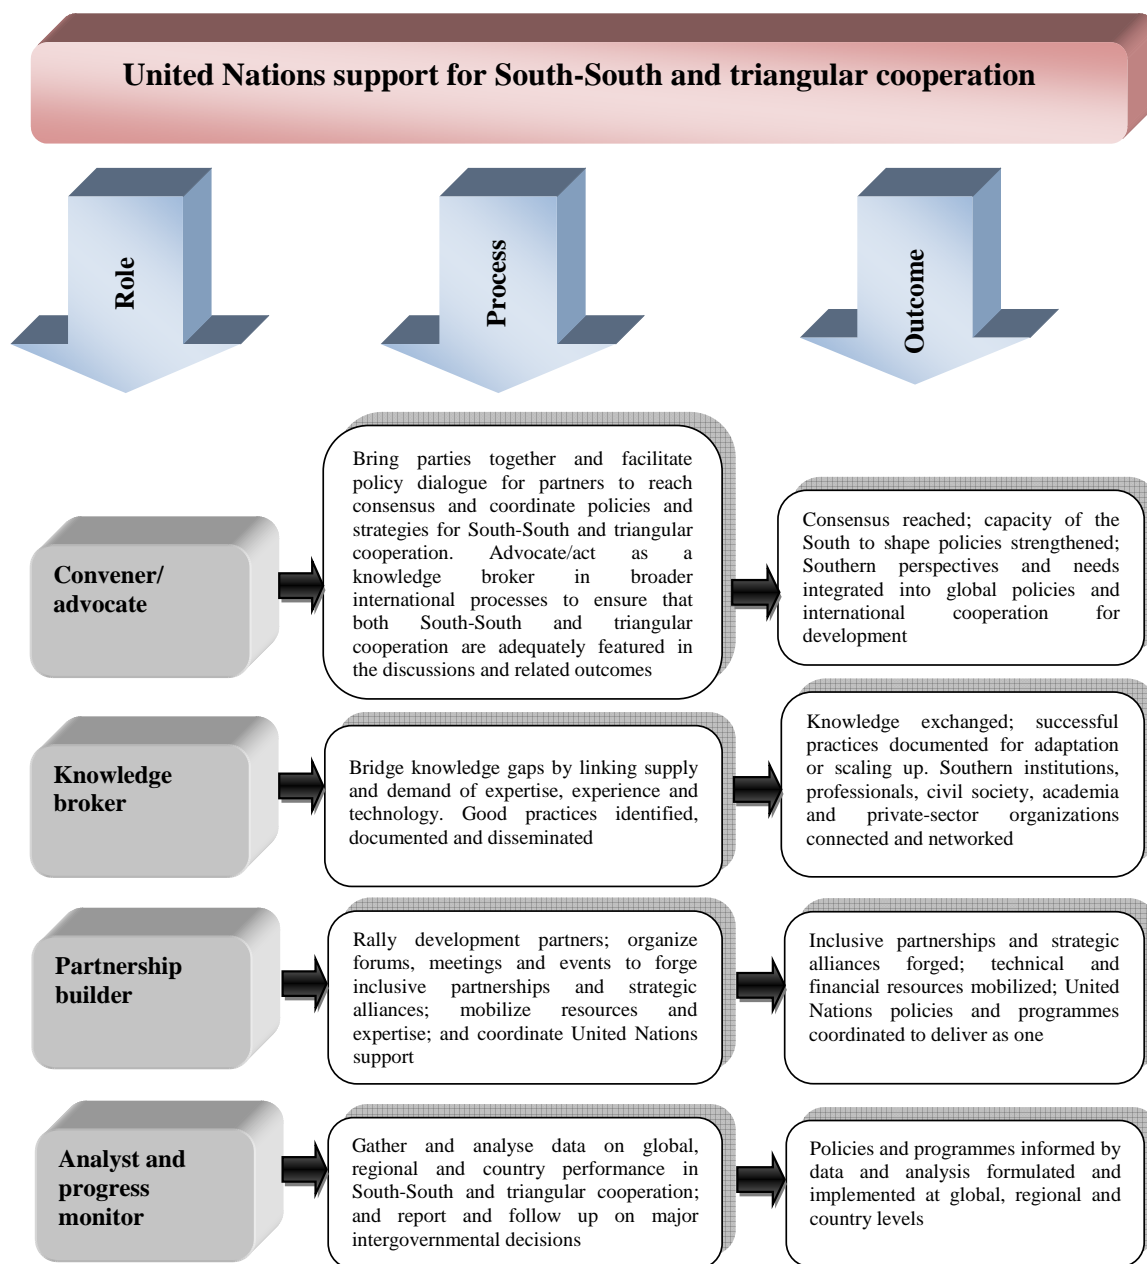 United Nations support for South-South and triangular cooperation
Role
Process
Outcome
Convener/
advocate
Bring parties together and facilitate
policy dialogue for partners to reach
consensus and coordinate policies and
strategies for South-South and triangular
cooperation. Advocate/act as a
knowledge broker in broader
international processes to ensure that
both South-South and triangular
cooperation are adequately featured in
the discussions and related outcomes
Consensus reached; capacity of the
South to shape policies strengthened;
Southern perspectives and needs
integrated into global policies and
international cooperation for
development
Knowledge
broker
Bridge knowledge gaps by linking supply
and demand of expertise, experience and
technology. Good practices identified,
documented and disseminated
Knowledge exchanged; successful
practices documented for adaptation
or scaling up. Southern institutions,
professionals, civil society, academia
and private-sector organizations
connected and networked
Partnership
builder
Rally development partners; organize
forums, meetings and events to forge
inclusive partnerships and strategic
alliances; mobilize resources and
expertise; and coordinate United Nations
support
Inclusive partnerships and strategic
alliances forged; technical and
financial resources mobilized; United
Nations policies and programmes
coordinated to deliver as one
Analyst and
progress
monitor
Gather and analyse data on global,
regional and country performance in
South-South and triangular cooperation;
and report and follow up on major
intergovernmental decisions
Policies and programmes informed by
data and analysis formulated and
implemented at global, regional and
country levels